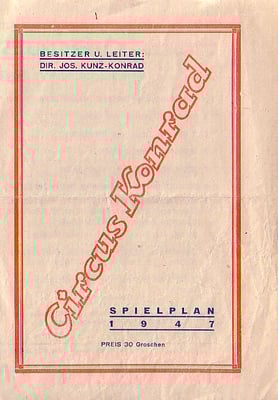 BESITZER U. LEITER:
DIR. JOS. KUNZ-KONRAD
Circus Konrad
SPIELPLAN
1947
PREIS 30 Groschen